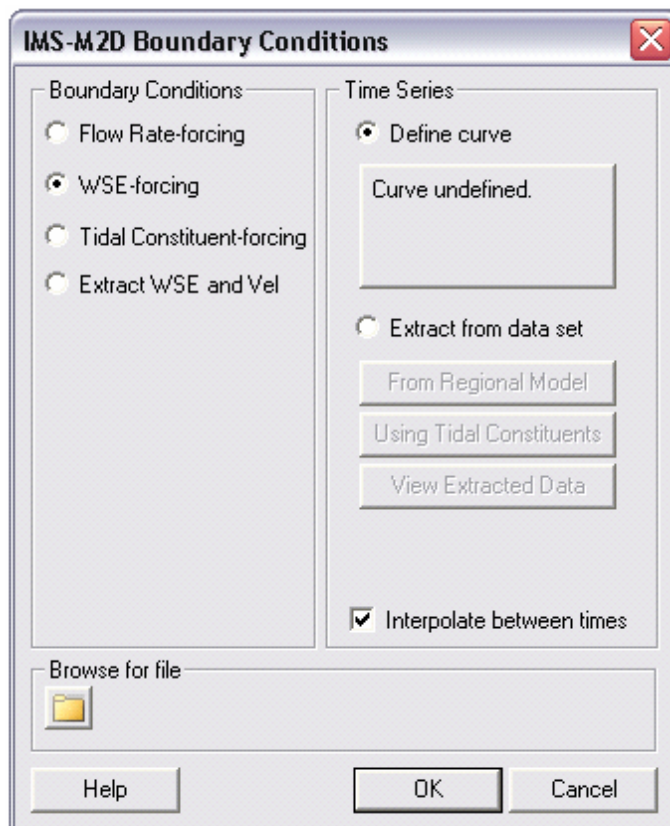 IMS-M2D Boundary Conditions
Boundary Conditions
Flow Rate-forcing
WSE-forcing
Tidal Constituent-forcing
Extract WSE and Vel
Time Series
Define curve
Curve undefined.
Extract from data set
From Regional Model
Using Tidal Constituents
View Extracted Data
Interpolate between times
Browse for file
Help
OK
Cancel